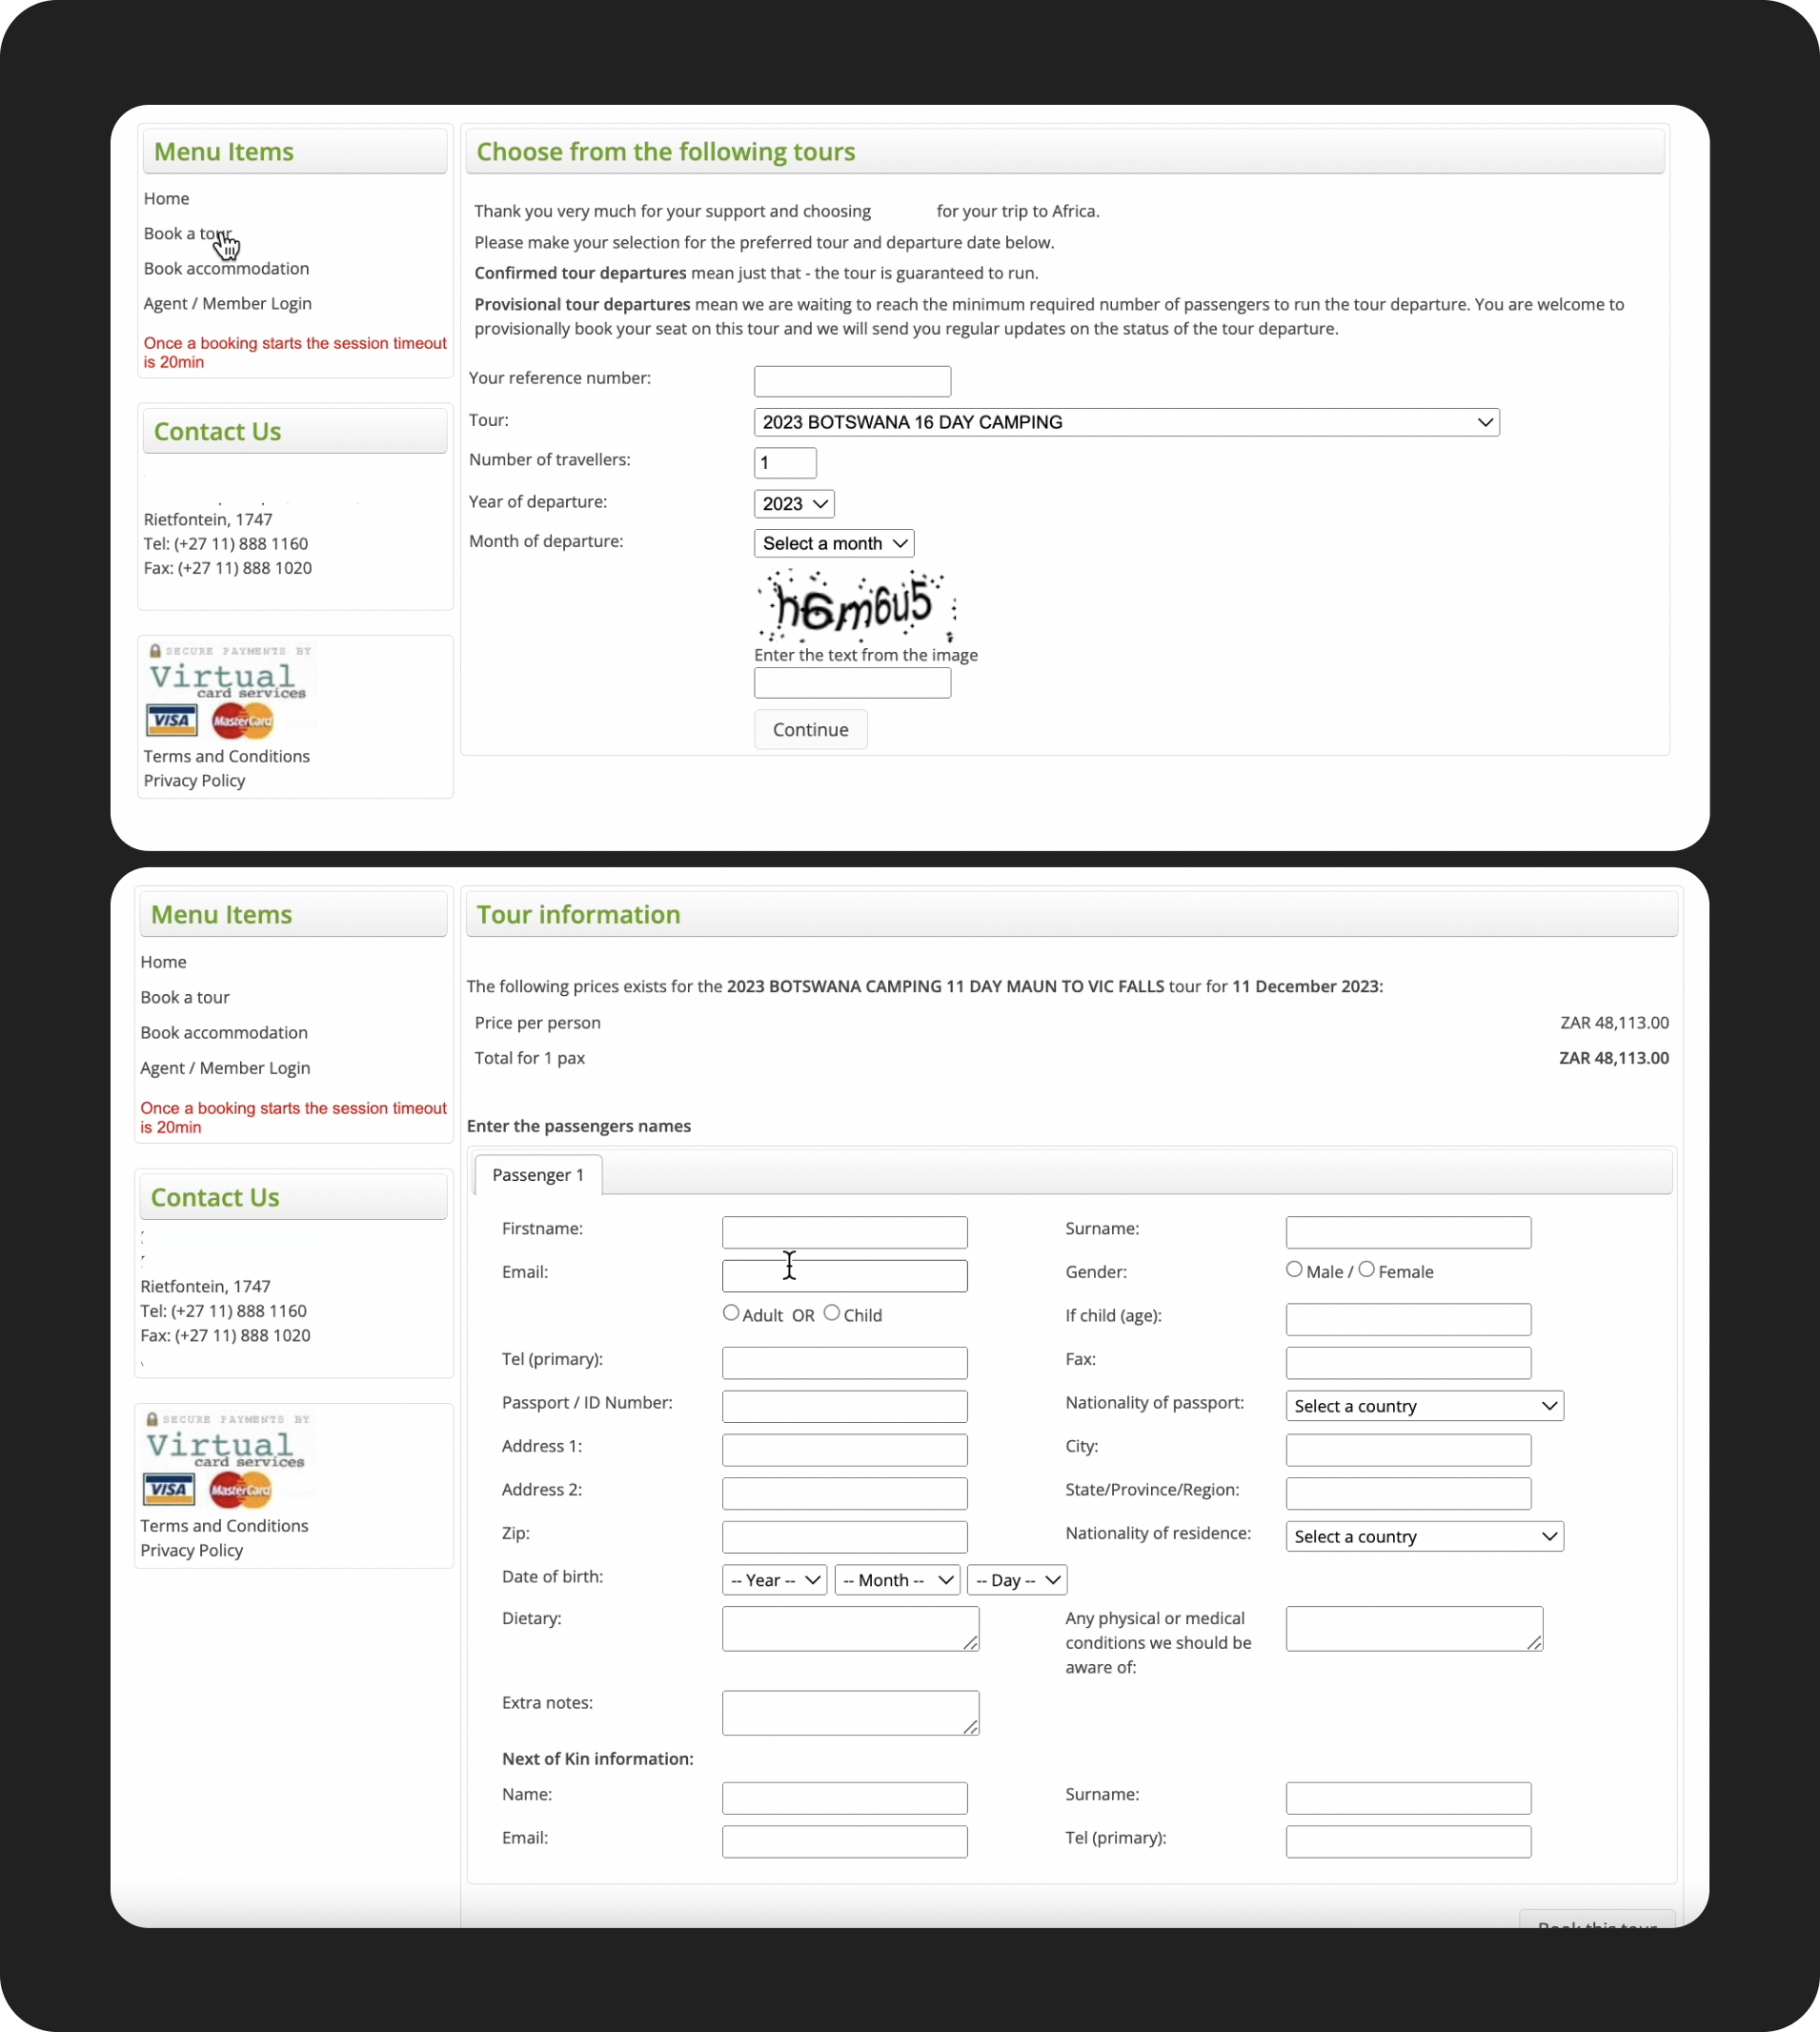 Menu Items
Home
Book a tour
Book accommodation
Agent / Member Login
Once a booking starts the session timeout
is 20min
Contact Us
Rietfontein, 1747
Tel: (+27 11) 888 1160
Fax: (+27 11) 888 1020
SECURE PAYMENTS BY
Virtual
card services
VISA MasterCard
Terms and Conditions
Privacy Policy
Choose from the following tours
Thank you very much for your support and choosing for your trip to Africa.
Please make your selection for the preferred tour and departure date below.
Confirmed tour departures mean just that - the tour is guaranteed to run.
Provisional tour departures mean we are waiting to reach the minimum required number of passengers to run the tour departure. You are welcome to
provisionally book your seat on this tour and we will send you regular updates on the status of the tour departure.
Your reference number:
Tour: 2023 BOTSWANA 16 DAY CAMPING
Number of travellers: 1
Year of departure: 2023
Month of departure: Select a month
h6m6u5
Enter the text from the image
Continue
Menu Items
Home
Book a tour
Book accommodation
Agent / Member Login
Once a booking starts the session timeout
is 20min
Contact Us
Rietfontein, 1747
Tel: (+27 11) 888 1160
Fax: (+27 11) 888 1020
SECURE PAYMENTS BY
Virtual
card services
VISA MasterCard
Terms and Conditions
Privacy Policy
Tour information
The following prices exists for the 2023 BOTSWANA CAMPING 11 DAY MAUN TO VIC FALLS tour for 11 December 2023:
Price per person ZAR 48,113.00
Total for 1 pax ZAR 48,113.00
Enter the passengers names
Passenger 1
Firstname: Surname:
Email: Gender: Male / Female
Adult OR Child If child (age):
Tel (primary): Fax:
Passport / ID Number: Nationality of passport: Select a country
Address 1: City:
Address 2: State/Province/Region:
Zip: Nationality of residence: Select a country
Date of birth: -- Year -- -- Month -- -- Day --
Dietary: Any physical or medical
conditions we should be
aware of:
Extra notes:
Next of Kin information:
Name: Surname:
Email: Tel (primary):
Book this tour